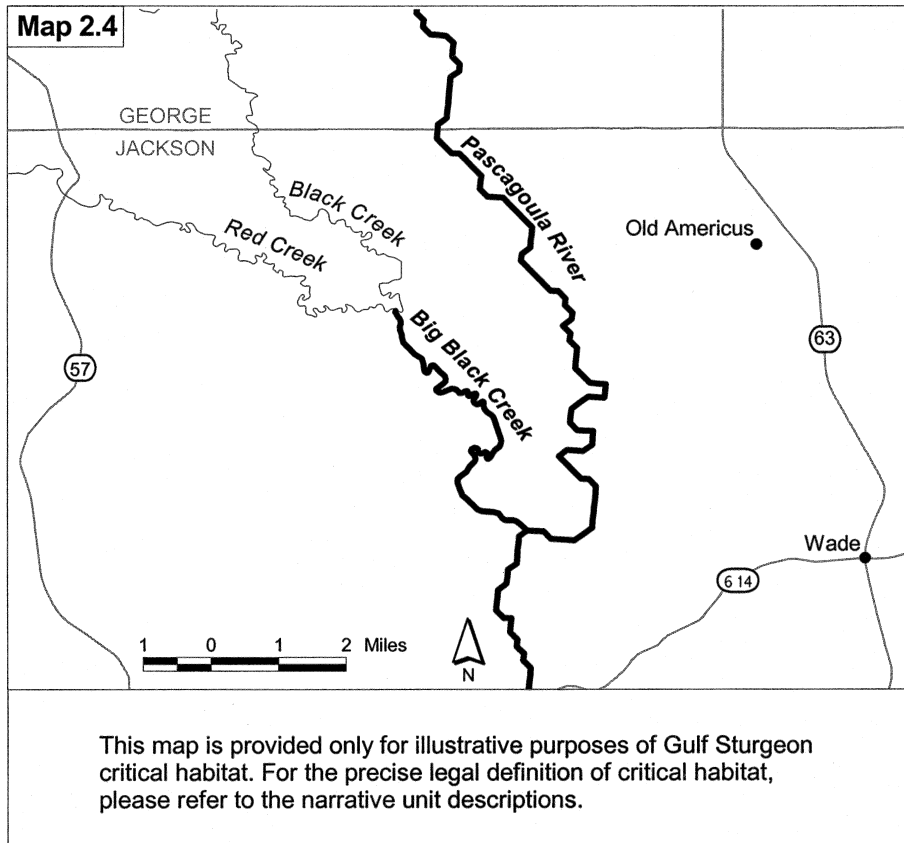 Map 2.4
GEORGE
JACKSON
Black Creek
Red Creek
Pascagoula River
Old Americus
Big Black Creek
63
57
Wade
6 14
1 0 1 2 Miles
N
This map is provided only for illustrative purposes of Gulf Sturgeon
critical habitat. For the precise legal definition of critical habitat,
please refer to the narrative unit descriptions.